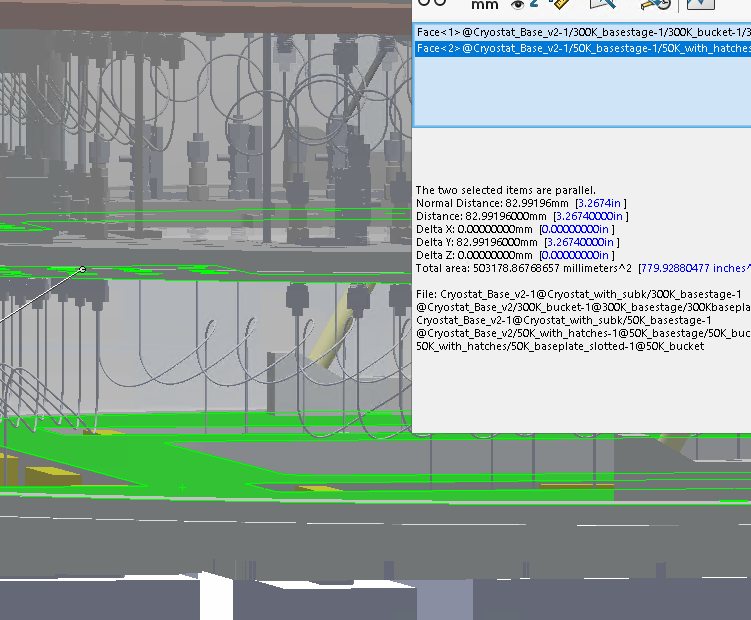 mm
2
Face<1>@Cryostat_Base_v2-1/300K_basestage-1/300K_bucket-1/3
Face<2>@Cryostat_Base_v2-1/50K_basestage-1/50K_with_hatches
The two selected items are parallel.
Normal Distance: 82.99196mm [3.2674in ]
Distance: 82.99196000mm [3.26740000in ]
Delta X: 0.00000000mm [0.00000000in ]
Delta Y: 82.99196000mm [3.26740000in ]
Delta Z: 0.00000000mm [0.00000000in ]
Total area: 503178.86768657 millimeters^2 [779.92880477 inches^
File: Cryostat_Base_v2-1@Cryostat_with_subk/300K_basestage-1
@Cryostat_Base_v2/300K_bucket-1@300K_basestage/300Kbasepla
Cryostat_Base_v2-1@Cryostat_with_subk/50K_basestage-1
@Cryostat_Base_v2/50K_with_hatches-1@50K_basestage/50K_buc
50K_with_hatches/50K_baseplate_slotted-1@50K_bucket